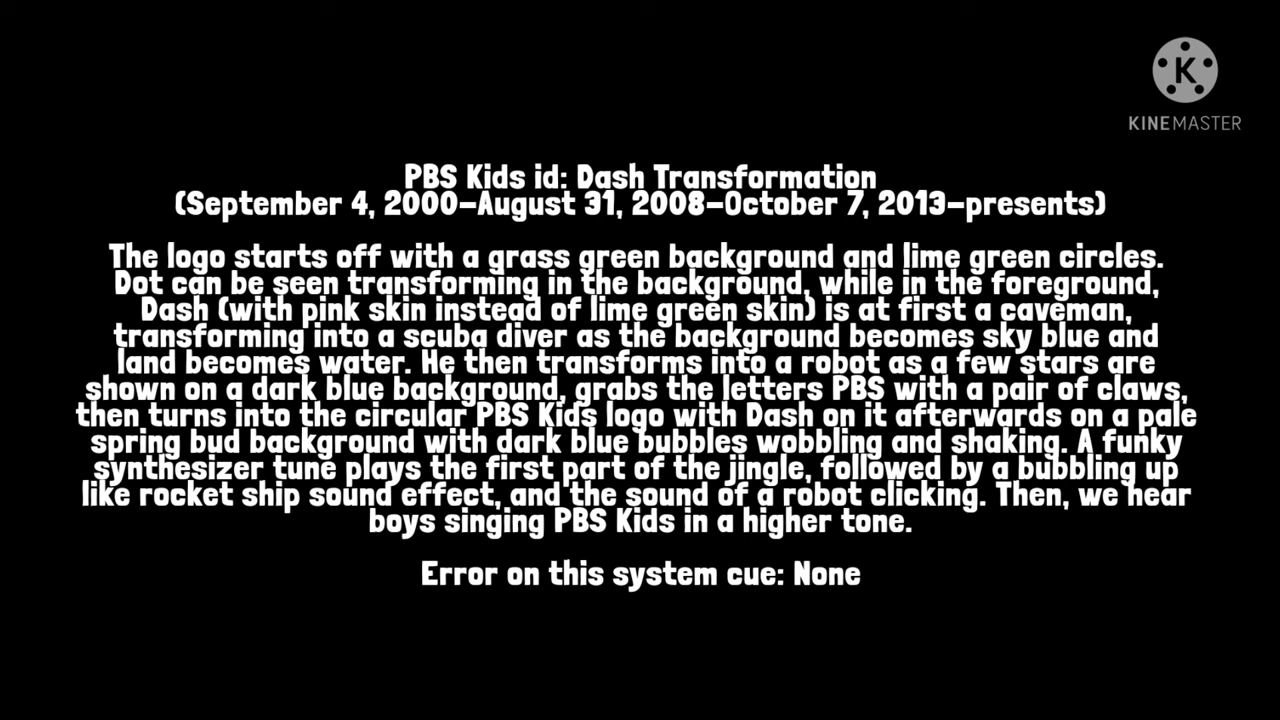 K
KINEMASTER
PBS Kids id: Dash Transformation
(September 4, 2000–August 31, 2008–October 7, 2013–presents)
The logo starts off with a grass green background and lime green circles.
Dot can be seen transforming in the background, while in the foreground,
Dash (with pink skin instead of lime green skin) is at first a caveman,
transforming into a scuba diver as the background becomes sky blue and
land becomes water. He then transforms into a robot as a few stars are
shown on a dark blue background, grabs the letters PBS with a pair of claws,
then turns into the circular PBS Kids logo with Dash on it afterwards on a pale
spring bud background with dark blue bubbles wobbling and shaking. A funky
synthesizer tune plays the first part of the jingle, followed by a bubbling up
like rocket ship sound effect, and the sound of a robot clicking. Then, we hear
boys singing PBS Kids in a higher tone.
Error on this system cue: None